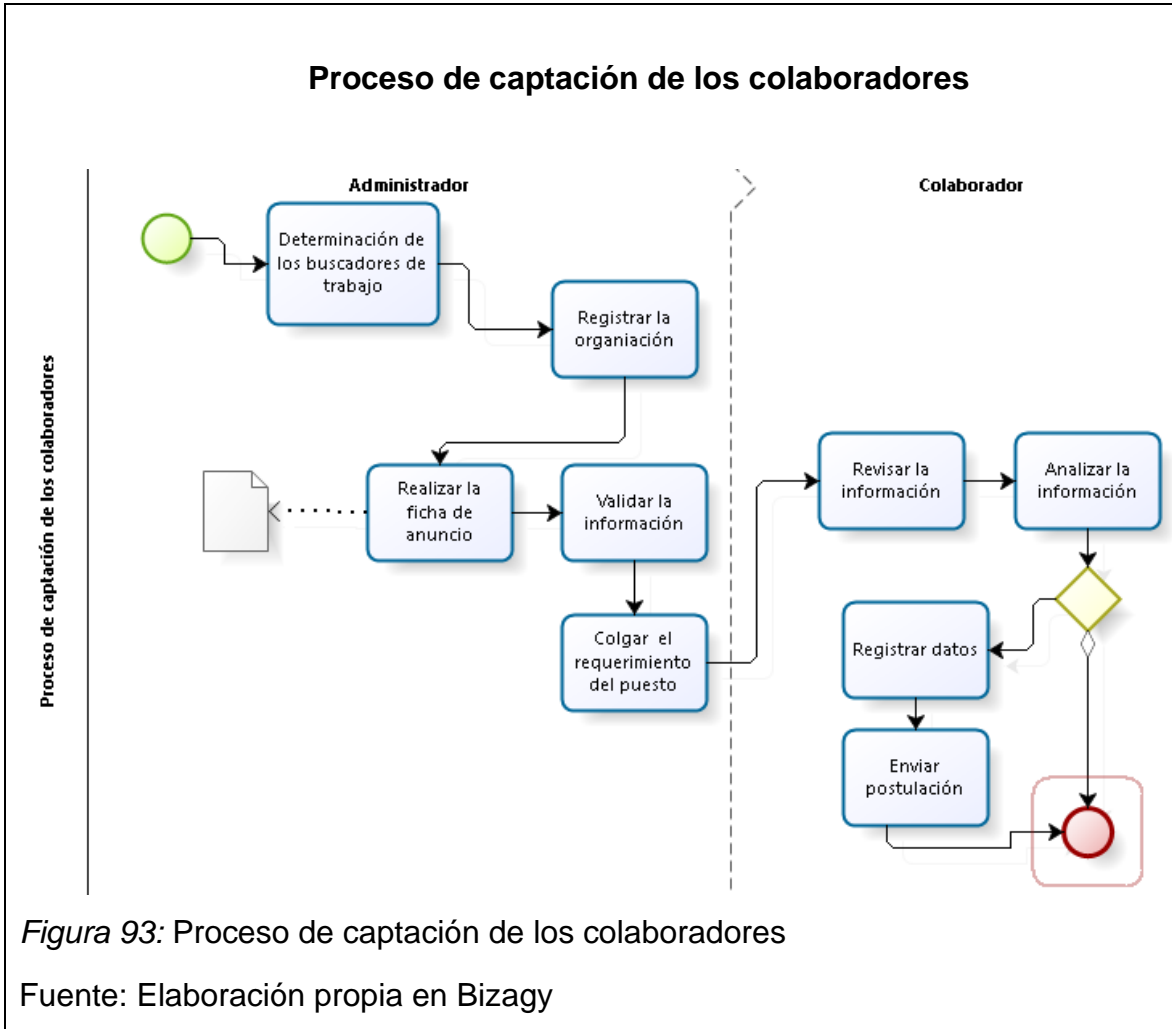 Proceso de captación de los colaboradores
Proceso de captación de los colaboradores
Administrador
Colaborador
Determinación de
los buscadores de
trabajo
Registrar la
organiación
Realizar la
ficha de
anuncio
Validar la
información
Colgar el
requerimiento
del puesto
Revisar la
información
Analizar la
información
Registrar datos
Enviar
postulación
Figura 93: Proceso de captación de los colaboradores
Fuente: Elaboración propia en Bizagy